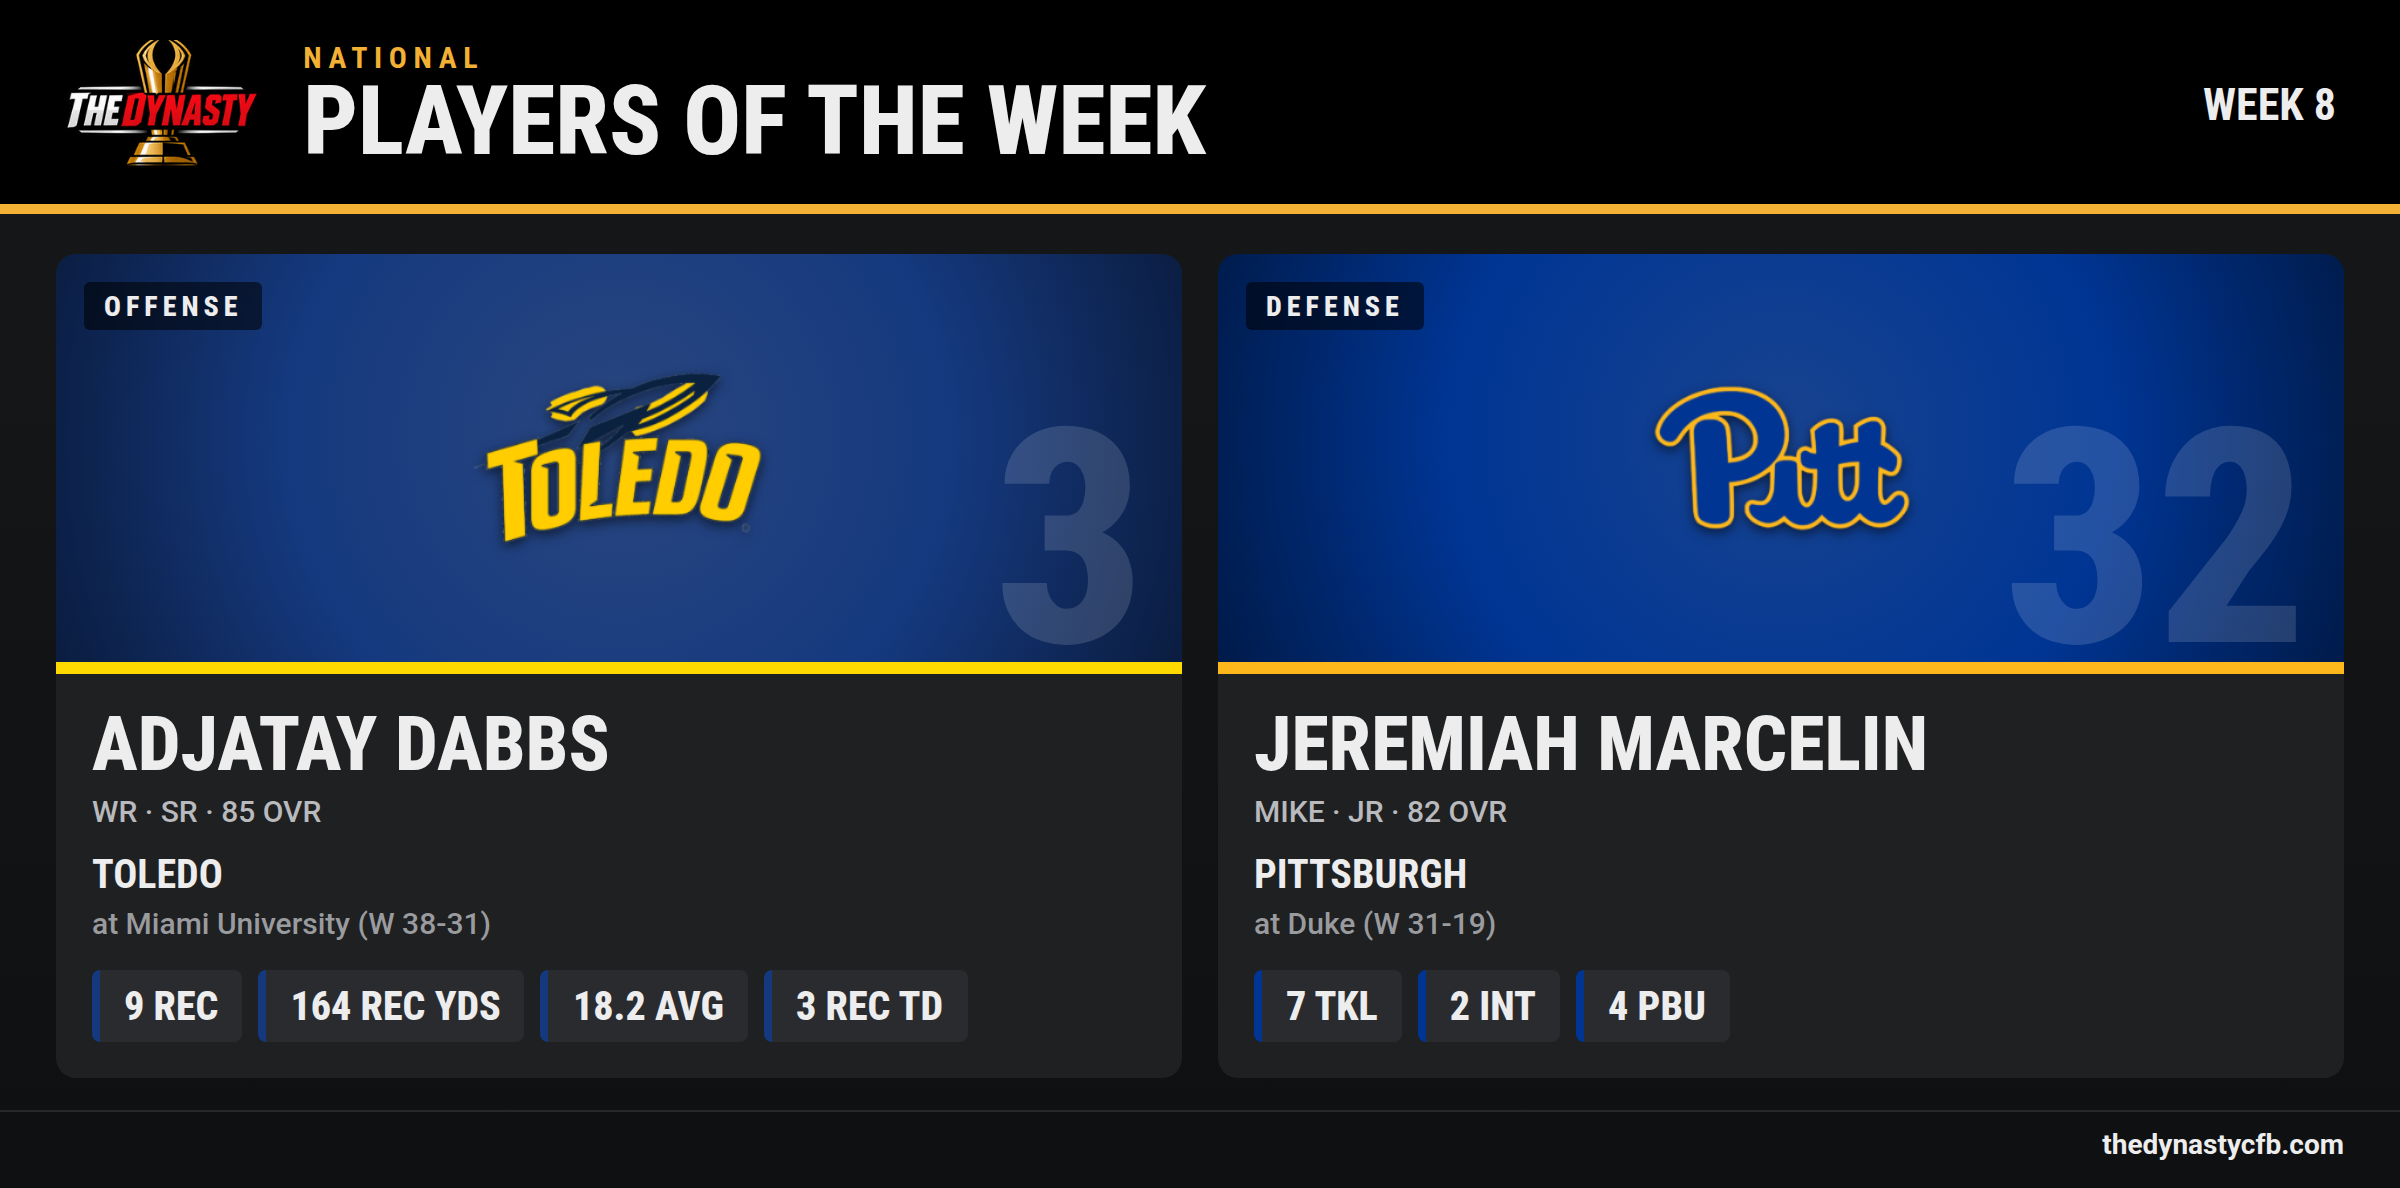 THE DYNASTY
NATIONAL
PLAYERS OF THE WEEK
WEEK 8
OFFENSE
TOLEDO
3
ADJATAY DABBS
WR · SR · 85 OVR
TOLEDO
at Miami University (W 38-31)
9 REC
164 REC YDS
18.2 AVG
3 REC TD
DEFENSE
Pitt
32
JEREMIAH MARCELIN
MIKE · JR · 82 OVR
PITTSBURGH
at Duke (W 31-19)
7 TKL
2 INT
4 PBU
thedynastycfb.com